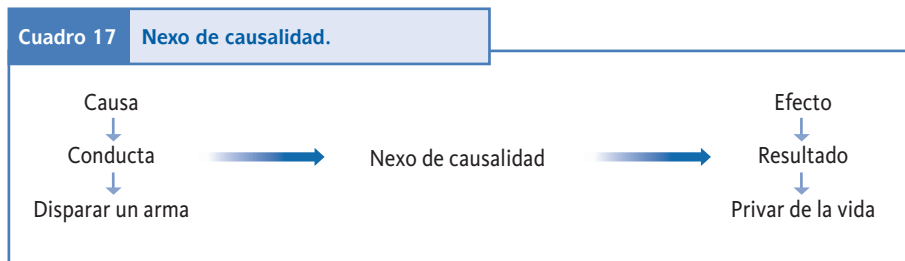 Cuadro 17 Nexo de causalidad.
Causa Efecto
Conducta Nexo de causalidad Resultado
Disparar un arma Privar de la vida